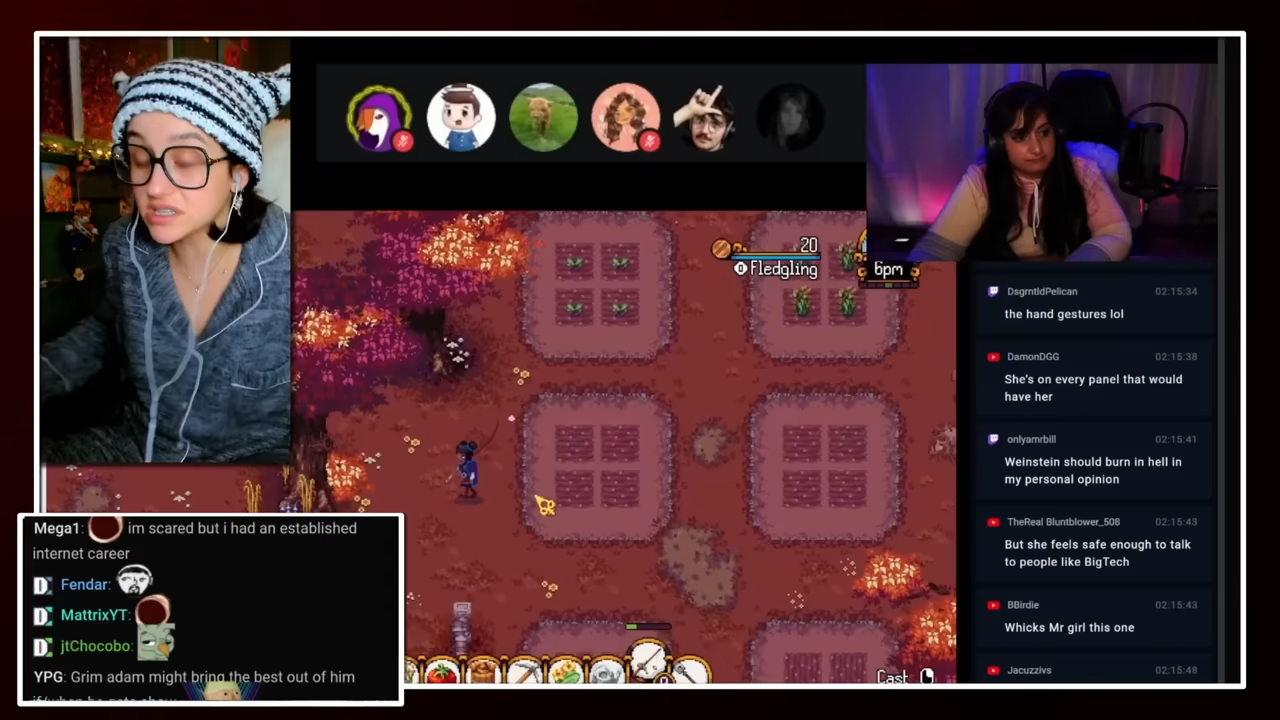 20
Fledgling
6pm
DsgrntldPelican 02:15:34
the hand gestures lol
DamonDGG 02:15:38
She's on every panel that would
have her
onlyamrbill 02:15:41
Weinstein should burn in hell in
my personal opinion
TheReal Bluntblower_508 02:15:43
But she feels safe enough to talk
to people like BigTech
BBirdie 02:15:43
Whicks Mr girl this one
Jacuzzivs 02:15:48
Mega1: im scared but i had an established
internet career
Fendar:
MattrixYT:
jtChocobo:
YPG: Grim adam might bring the best out of him
Cast